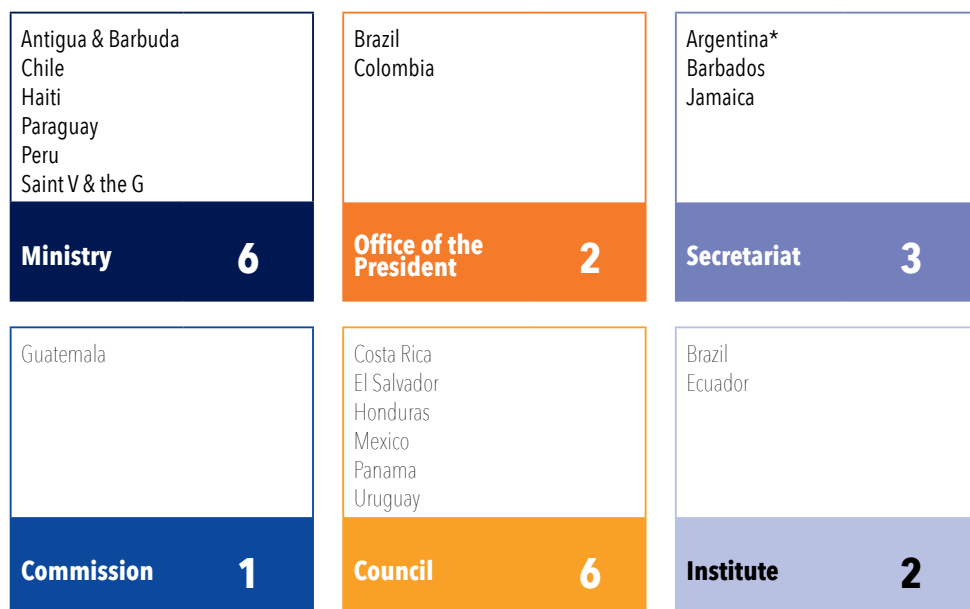 Antigua & Barbuda
Chile
Haiti
Paraguay
Peru
Saint V & the G
Ministry 6
Brazil
Colombia
Office of the
President 2
Argentina*
Barbados
Jamaica
Secretariat 3
Guatemala
Commission 1
Costa Rica
El Salvador
Honduras
Mexico
Panama
Uruguay
Council 6
Brazil
Ecuador
Institute 2